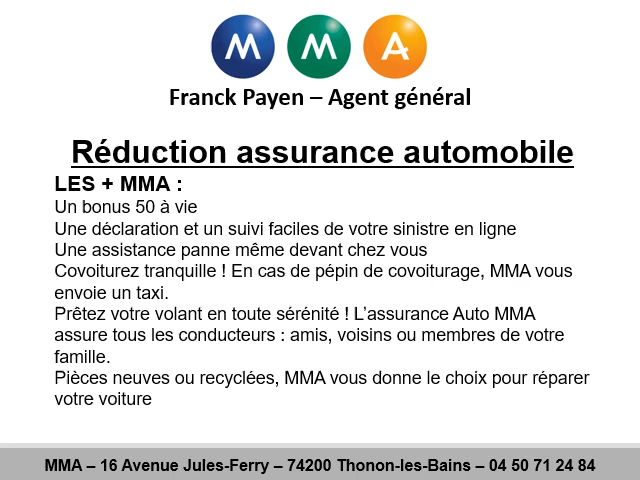 M M A
Franck Payen – Agent général
Réduction assurance automobile
LES + MMA :
Un bonus 50 à vie
Une déclaration et un suivi faciles de votre sinistre en ligne
Une assistance panne même devant chez vous
Covoiturez tranquille ! En cas de pépin de covoiturage, MMA vous
envoie un taxi.
Prêtez votre volant en toute sérénité ! L’assurance Auto MMA
assure tous les conducteurs : amis, voisins ou membres de votre
famille.
Pièces neuves ou recyclées, MMA vous donne le choix pour réparer
votre voiture
MMA – 16 Avenue Jules-Ferry – 74200 Thonon-les-Bains – 04 50 71 24 84